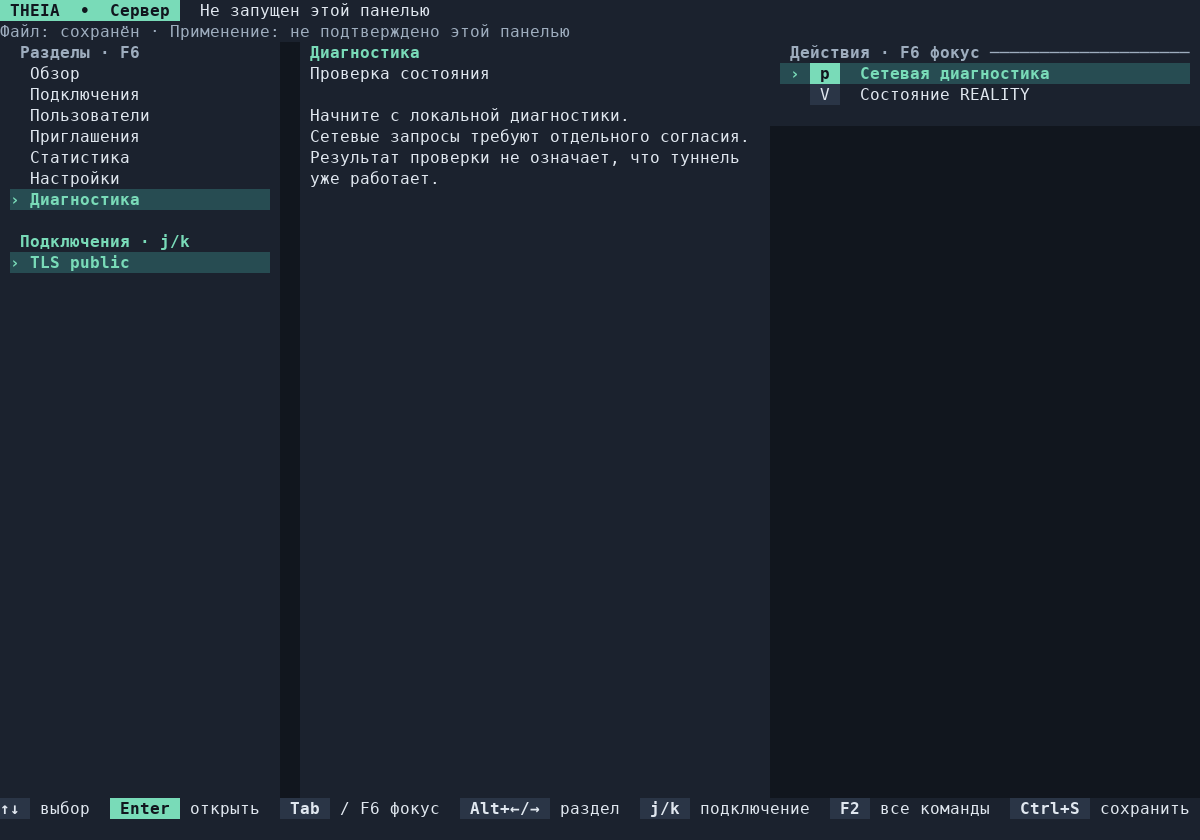 THEIA • Сервер Не запущен этой панелью
Файл: сохранён · Применение: не подтверждено этой панелью
Разделы · F6
Обзор
Подключения
Пользователи
Приглашения
Статистика
Настройки
› Диагностика
Подключения · j/k
› TLS public
Диагностика
Проверка состояния
Начните с локальной диагностики.
Сетевые запросы требуют отдельного согласия.
Результат проверки не означает, что туннель
уже работает.
Действия · F6 фокус
› p Сетевая диагностика
V Состояние REALITY
↑↓ выбор Enter открыть Tab / F6 фокус Alt+←/→ раздел j/k подключение F2 все команды Ctrl+S сохранить